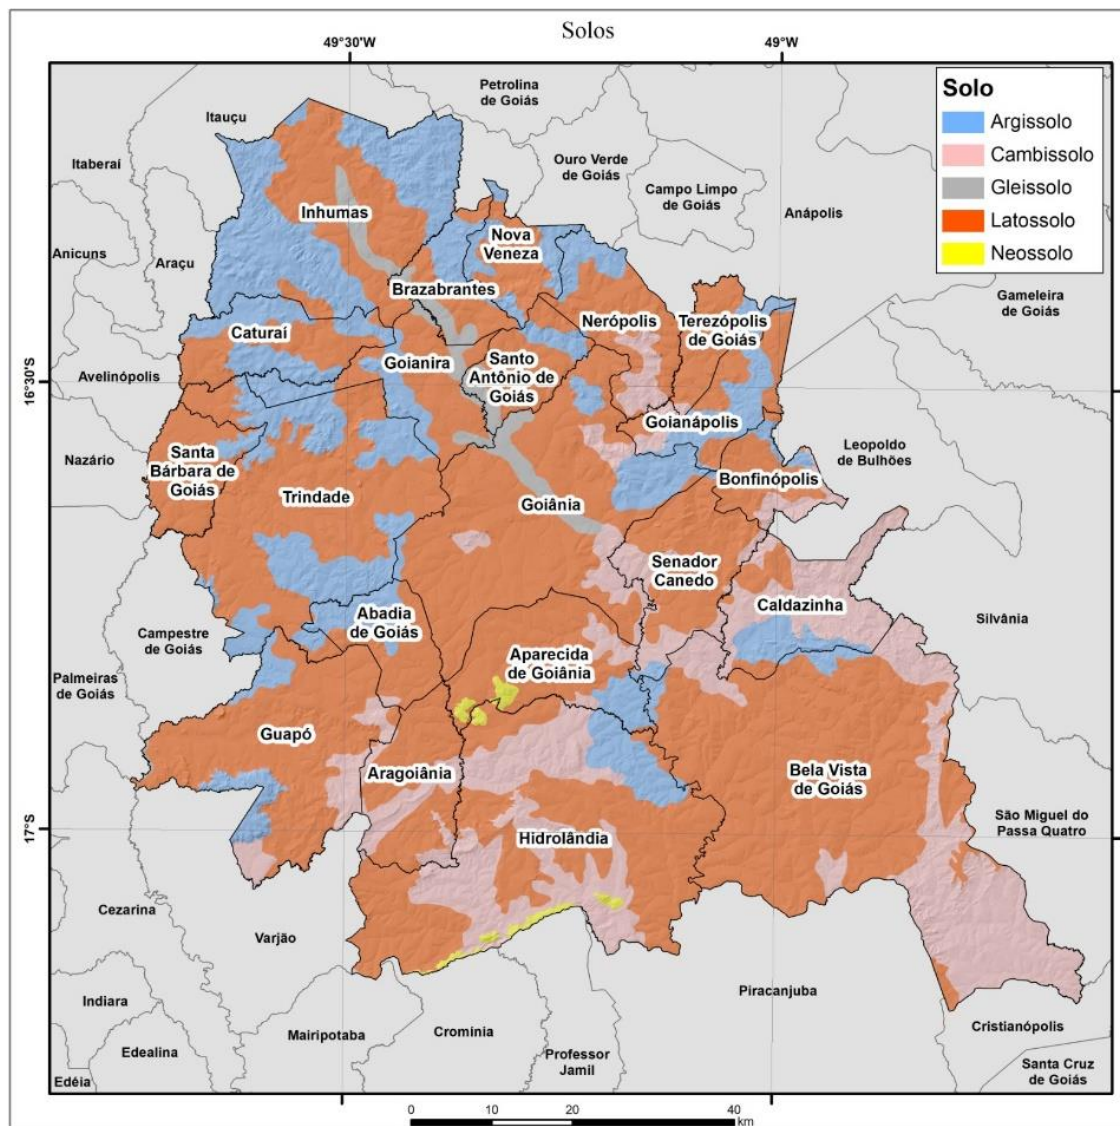 Solos
49°30'W
49°W
Solo
Argissolo
Cambissolo
Gleissolo
Latossolo
Neossolo
Petrolina
de Goiás
Itauçu
Itaberaí
Ouro Verde
de Goiás
Campo Limpo
de Goiás
Anápolis
Inhumas
Nova
Veneza
Anicuns
Araçu
Brazabrantes
Gameleira
de Goiás
Caturaí
Nerópolis
Terezópolis
de Goiás
Goianira
Santo
Antônio de
Goiás
Avelinópolis
16°30'S
Goianápolis
Leopoldo
de Bulhões
Nazário
Santa
Bárbara de
Goiás
Trindade
Bonfinópolis
Goiânia
Senador
Canedo
Caldazinha
Silvânia
Campestre
de Goiás
Abadia
de Goiás
Aparecida
de Goiânia
Palmeiras
de Goiás
Guapó
Aragoiânia
Bela Vista
de Goiás
São Miguel do
Passa Quatro
17°S
Hidrolândia
Cezarina
Varjão
Piracanjuba
Indiara
Mairipotaba
Cromínia
Cristianópolis
Edealina
Professor
Jamil
Santa Cruz
de Goiás
Edéia
0 10 20 40
km